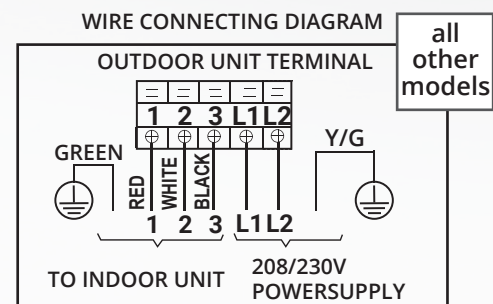 WIRE CONNECTING DIAGRAM
all
other
models
OUTDOOR UNIT TERMINAL
1 2 3 L1 L2
GREEN
Y/G
RED
WHITE
BLACK
1 2 3 L1 L2
TO INDOOR UNIT
208/230V
POWERSUPPLY